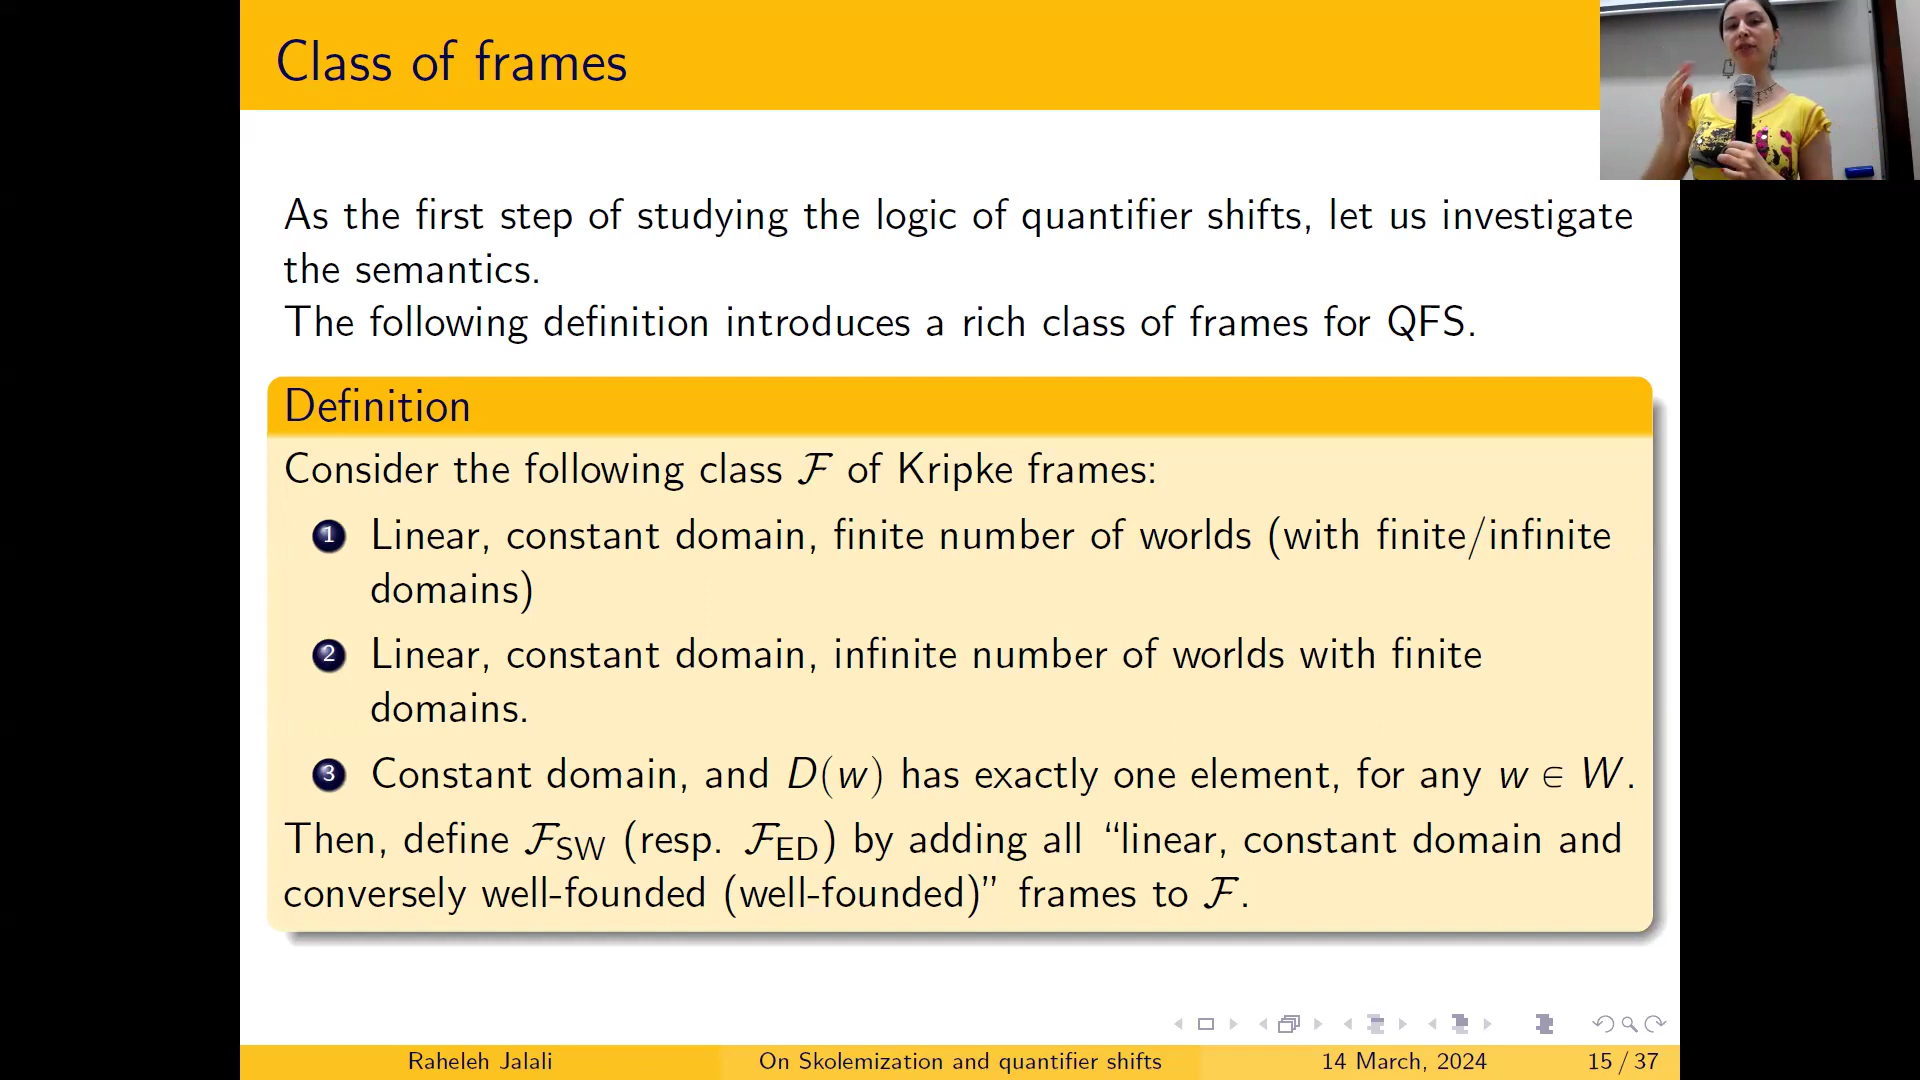 Class of frames
As the first step of studying the logic of quantifier shifts, let us investigate
the semantics.
The following definition introduces a rich class of frames for QFS.
Definition
Consider the following class ℱ of Kripke frames:
1 Linear, constant domain, finite number of worlds (with finite/infinite
domains)
2 Linear, constant domain, infinite number of worlds with finite
domains.
3 Constant domain, and D(w) has exactly one element, for any w ∈ W.
Then, define ℱ_SW (resp. ℱ_ED) by adding all “linear, constant domain and
conversely well-founded (well-founded)” frames to ℱ.
Raheleh Jalali On Skolemization and quantifier shifts 14 March, 2024 15 / 37